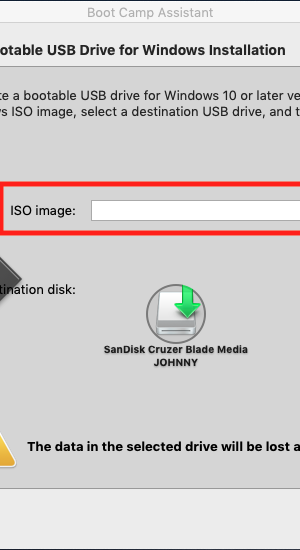 Boot Camp Assistant
otable USB Drive for Windows Installation
te a bootable USB drive for Windows 10 or later ve
s ISO image, select a destination USB drive, and t
ISO image:
tination disk:
SanDisk Cruzer Blade Media
JOHNNY
The data in the selected drive will be lost a